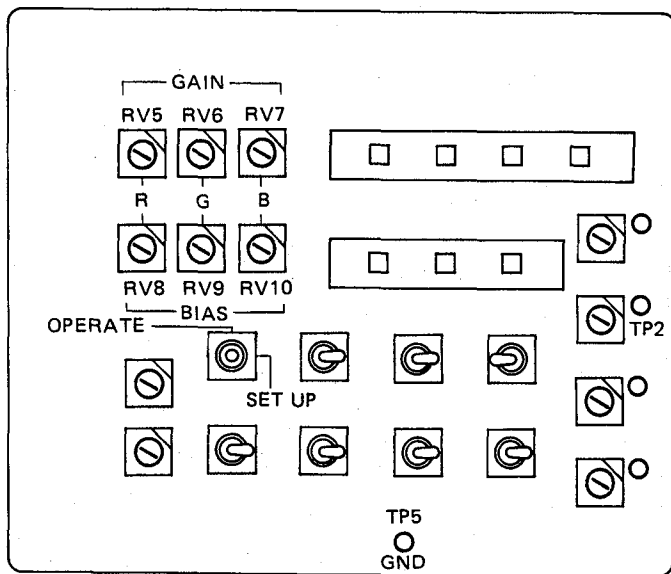 GAIN
RV5 RV6 RV7
R G B
RV8 RV9 RV10
BIAS
OPERATE
TP2
SET UP
TP5
GND